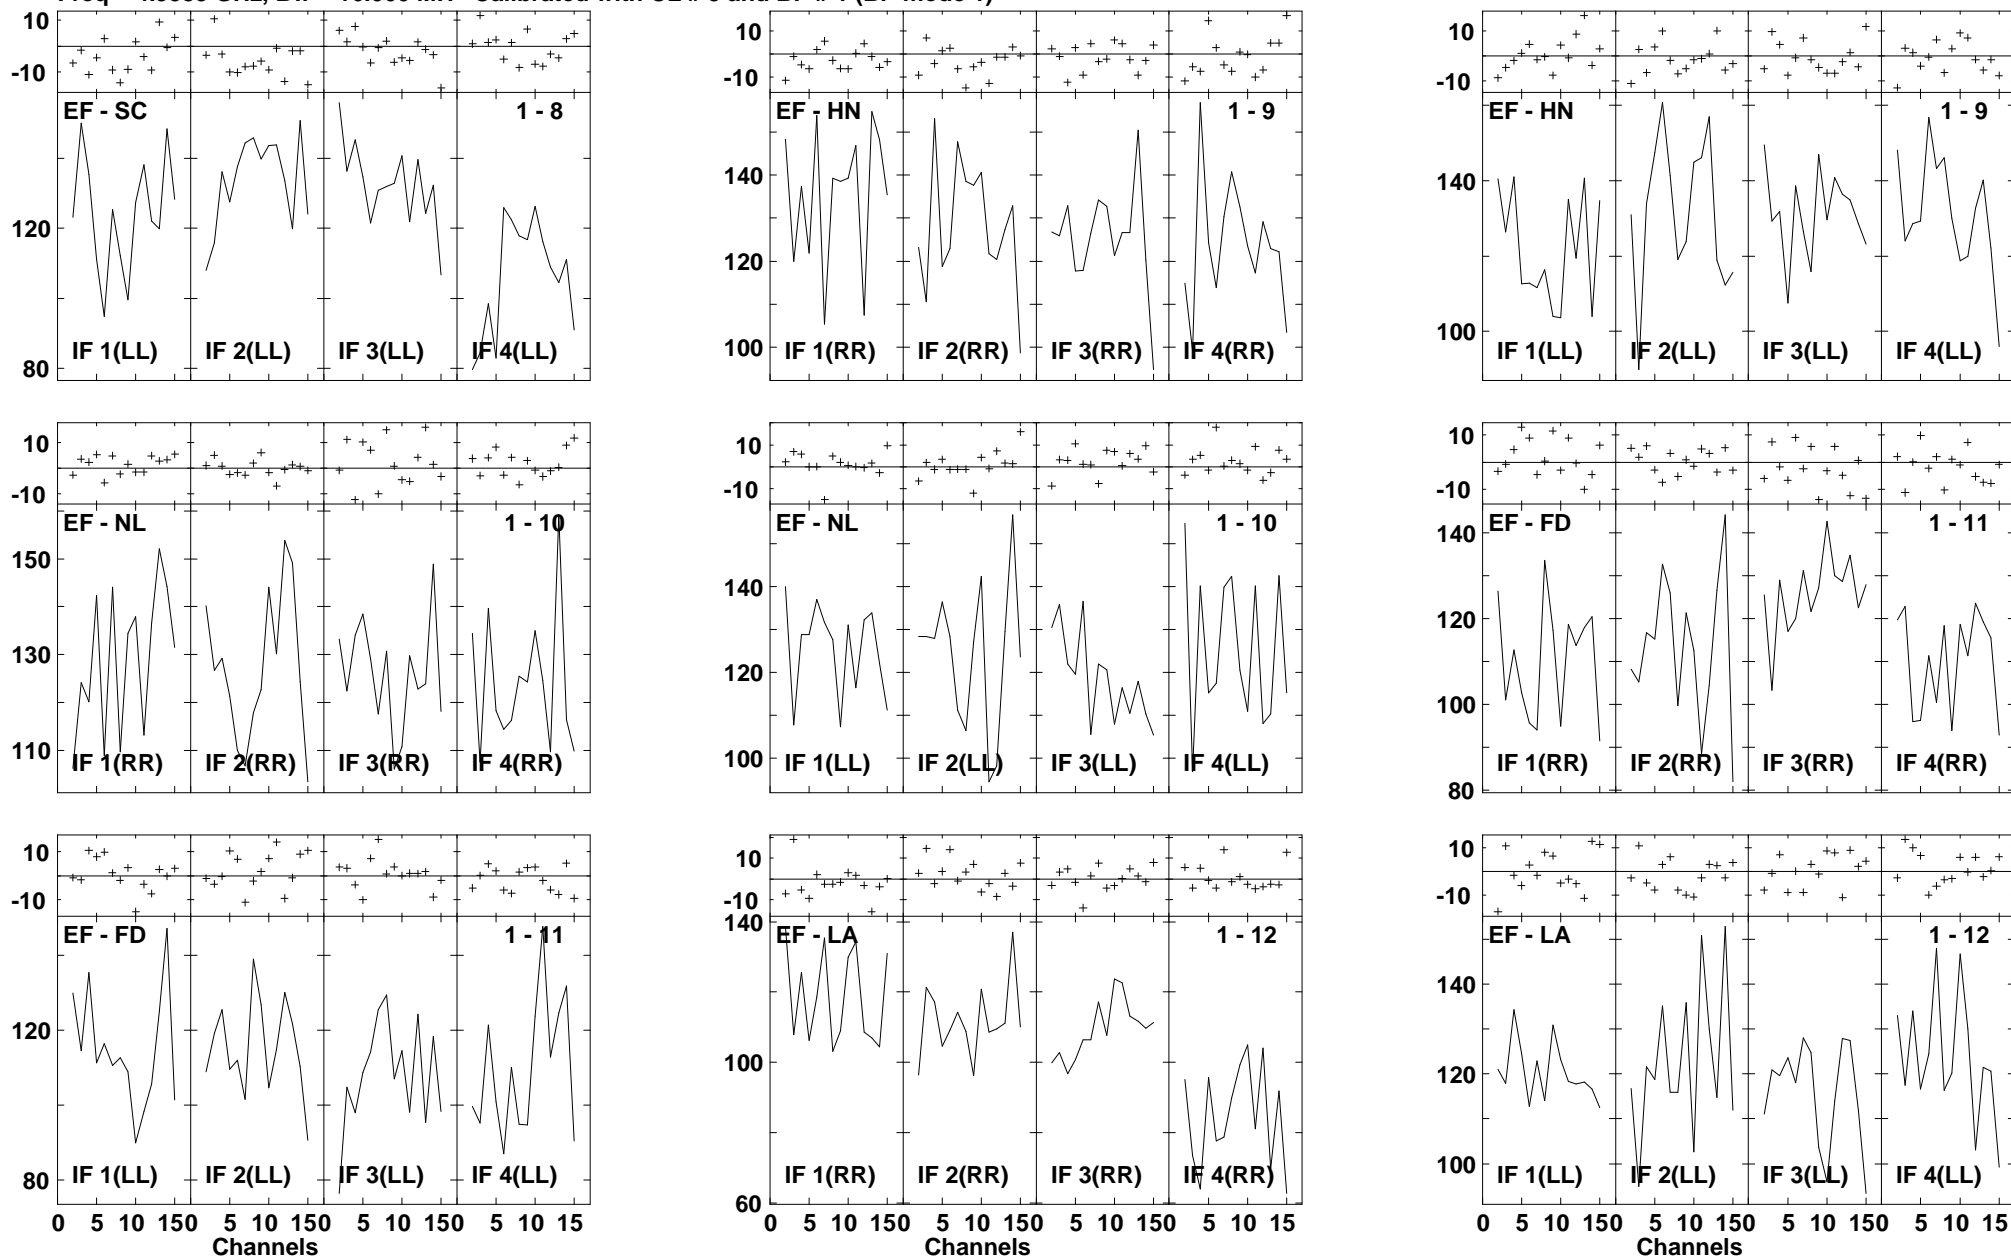 10
-10
EF - SC
1 - 8
120
80
IF 1(LL)
IF 2(LL)
IF 3(LL)
IF 4(LL)
10
-10
EF - HN
1 - 9
140
120
100
IF 1(RR)
IF 2(RR)
IF 3(RR)
IF 4(RR)
10
-10
EF - HN
1 - 9
140
100
IF 1(LL)
IF 2(LL)
IF 3(LL)
IF 4(LL)
10
-10
EF - NL
1 - 10
150
130
110
IF 1(RR)
IF 2(RR)
IF 3(RR)
IF 4(RR)
10
-10
EF - NL
1 - 10
140
120
100
IF 1(LL)
IF 2(LL)
IF 3(LL)
IF 4(LL)
10
-10
EF - FD
1 - 11
140
120
100
80
IF 1(RR)
IF 2(RR)
IF 3(RR)
IF 4(RR)
10
-10
EF - FD
1 - 11
120
80
IF 1(LL)
IF 2(LL)
IF 3(LL)
IF 4(LL)
0 5 10 150 5 10 150 5 10 150 5 10 15
Channels
10
-10
EF - LA
1 - 12
140
100
60
IF 1(RR)
IF 2(RR)
IF 3(RR)
IF 4(RR)
0 5 10 150 5 10 150 5 10 150 5 10 15
Channels
10
-10
EF - LA
1 - 12
140
120
100
IF 1(LL)
IF 2(LL)
IF 3(LL)
IF 4(LL)
0 5 10 150 5 10 150 5 10 150 5 10 15
Channels